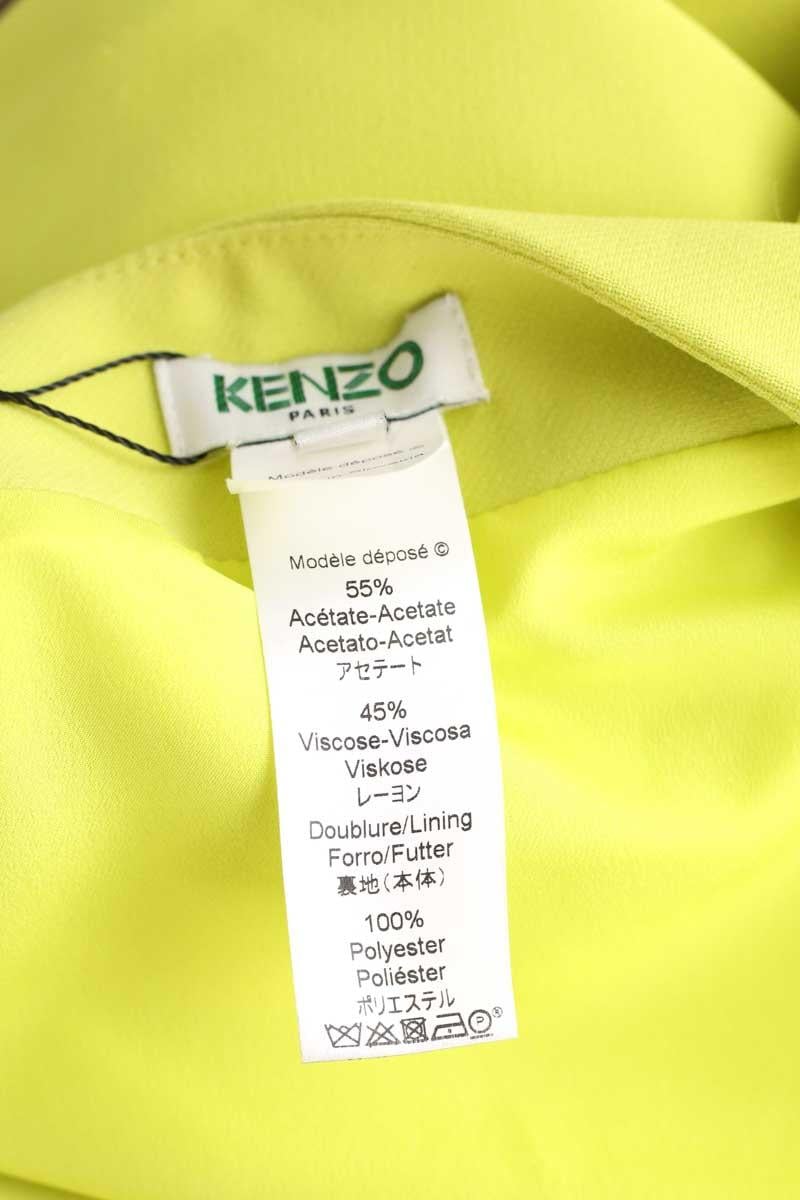 KENZO
PARIS
Modèle déposé ©
Modèle déposé ©
55%
Acétate-Acetate
Acetato-Acetat
アセテート
45%
Viscose-Viscosa
Viskose
レーヨン
Doublure/Lining
Forro/Futter
裏地(本体)
100%
Polyester
Poliéster
ポリエステル
P